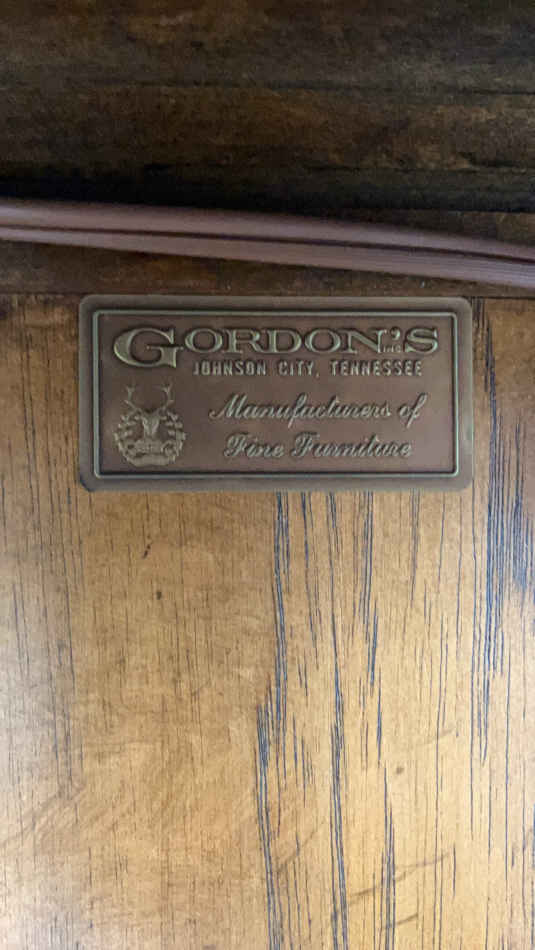 GORDON'S INC
JOHNSON CITY, TENNESSEE
Manufacturers of
Fine Furniture